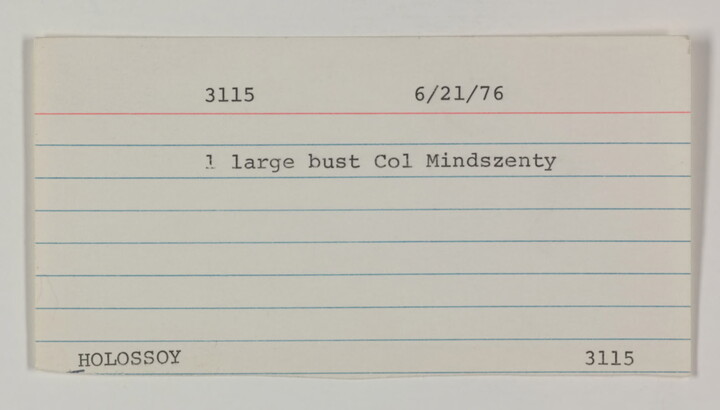 3115 6/21/76
1 large bust Col Mindszenty
HOLOSSOY 3115